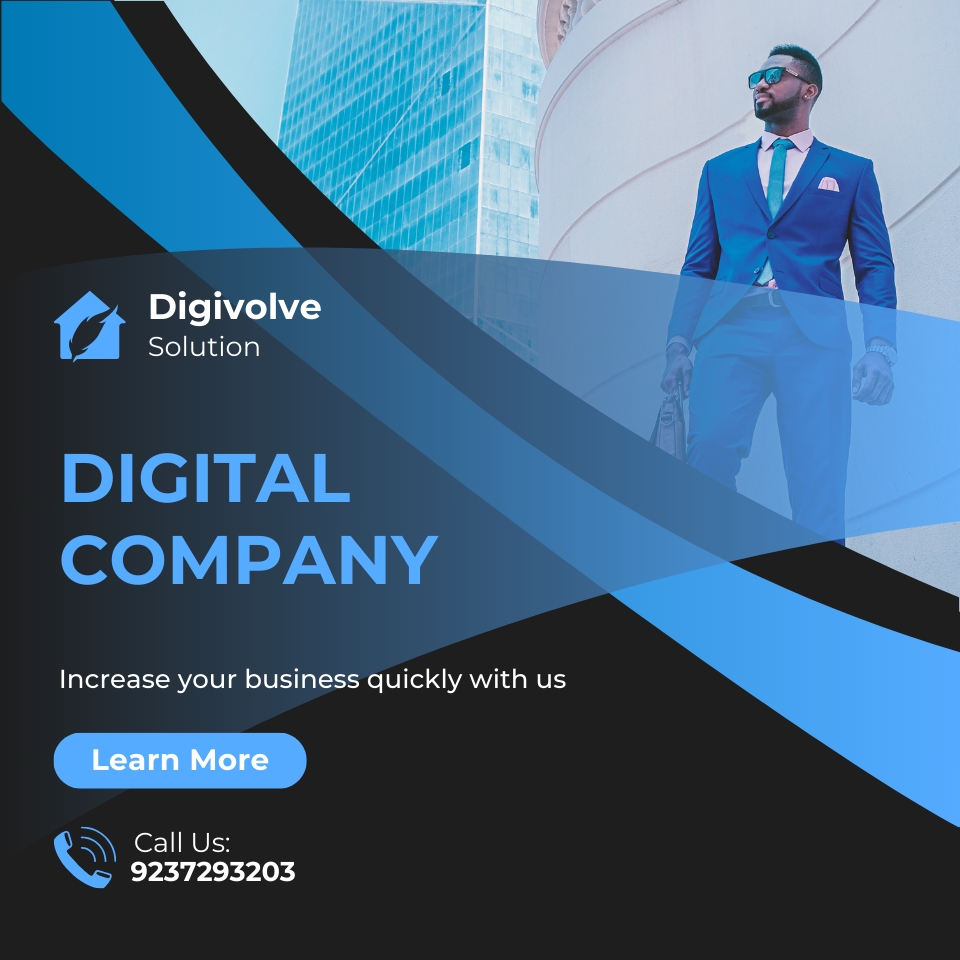 Digivolve
Solution
DIGITAL
COMPANY
Increase your business quickly with us
Learn More
Call Us:
9237293203